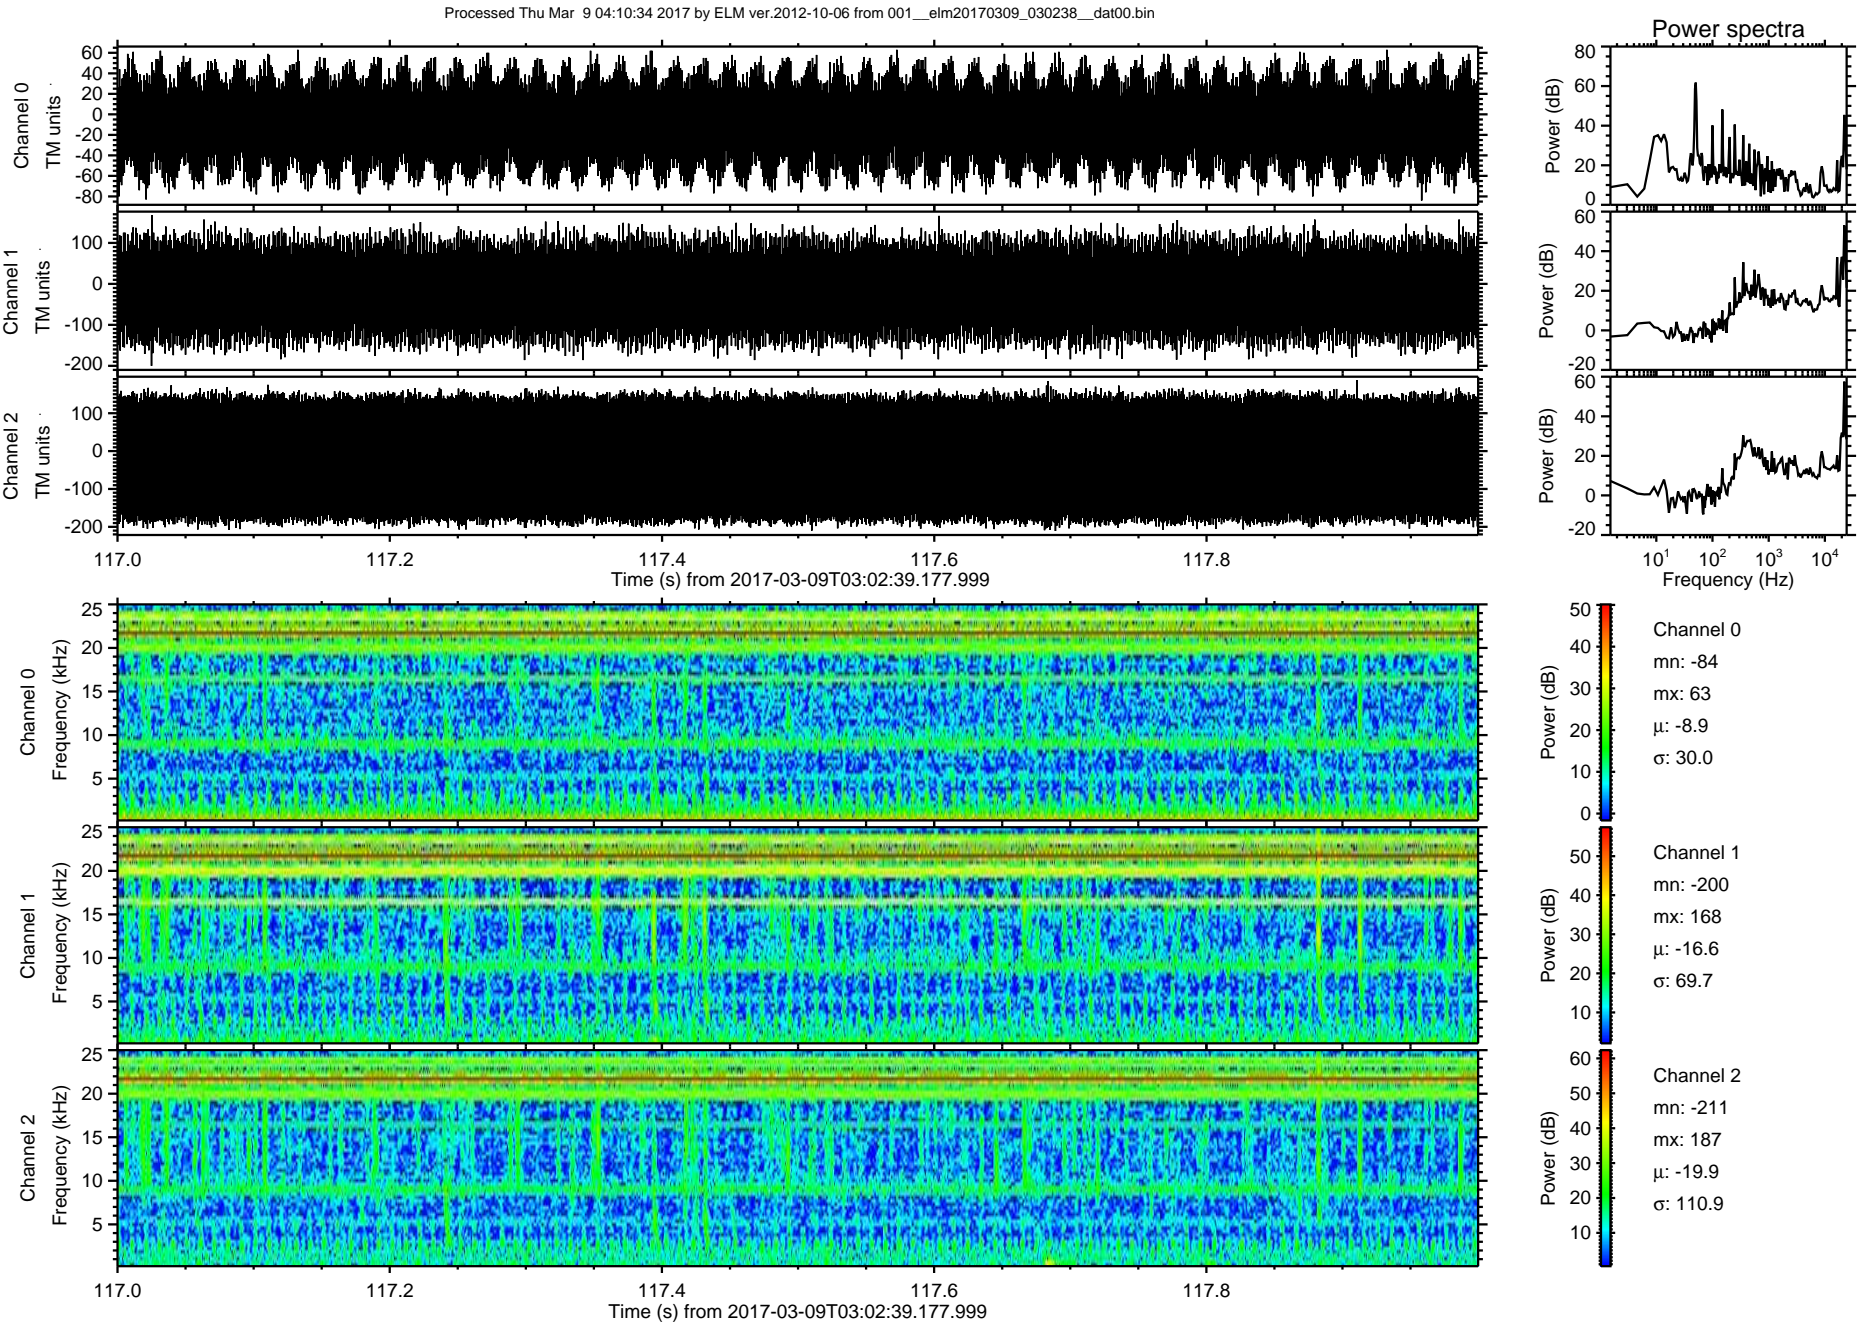 Processed Thu Mar  9 04:10:34 2017 by ELM ver.2012-10-06 from 001__elm20170309_030238__dat00.bin
Power spectra
Channel 0
TM units
60
40
20
0
-20
-40
-60
-80
Power (dB)
80
60
40
20
0
Channel 1
TM units
100
0
-100
-200
Power (dB)
60
40
20
0
-20
Channel 2
TM units
100
0
-100
-200
Power (dB)
60
40
20
0
-20
117.0 117.2 117.4 117.6 117.8
Time (s) from 2017-03-09T03:02:39.177.999
10^1 10^2 10^3 10^4
Frequency (Hz)
Channel 0
Frequency (kHz)
25
20
15
10
5
Power (dB)
50
40
30
20
10
0
Channel 0
mn: -84
mx: 63
μ: -8.9
σ: 30.0
Channel 1
Frequency (kHz)
25
20
15
10
5
Power (dB)
50
40
30
20
10
Channel 1
mn: -200
mx: 168
μ: -16.6
σ: 69.7
Channel 2
Frequency (kHz)
25
20
15
10
5
Power (dB)
60
50
40
30
20
10
Channel 2
mn: -211
mx: 187
μ: -19.9
σ: 110.9
117.0 117.2 117.4 117.6 117.8
Time (s) from 2017-03-09T03:02:39.177.999